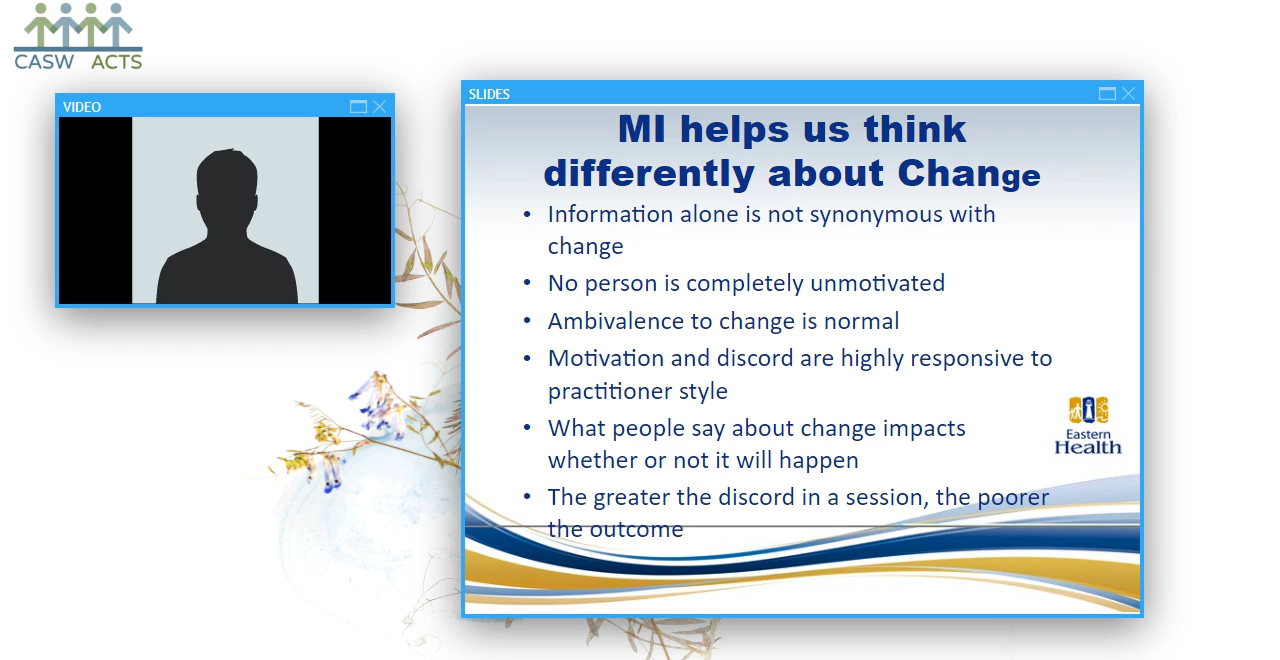 CASW ACTS
VIDEO
SLIDES
MI helps us think
differently about Change
• Information alone is not synonymous with
change
• No person is completely unmotivated
• Ambivalence to change is normal
• Motivation and discord are highly responsive to
practitioner style
• What people say about change impacts
whether or not it will happen
• The greater the discord in a session, the poorer
the outcome
Eastern
Health